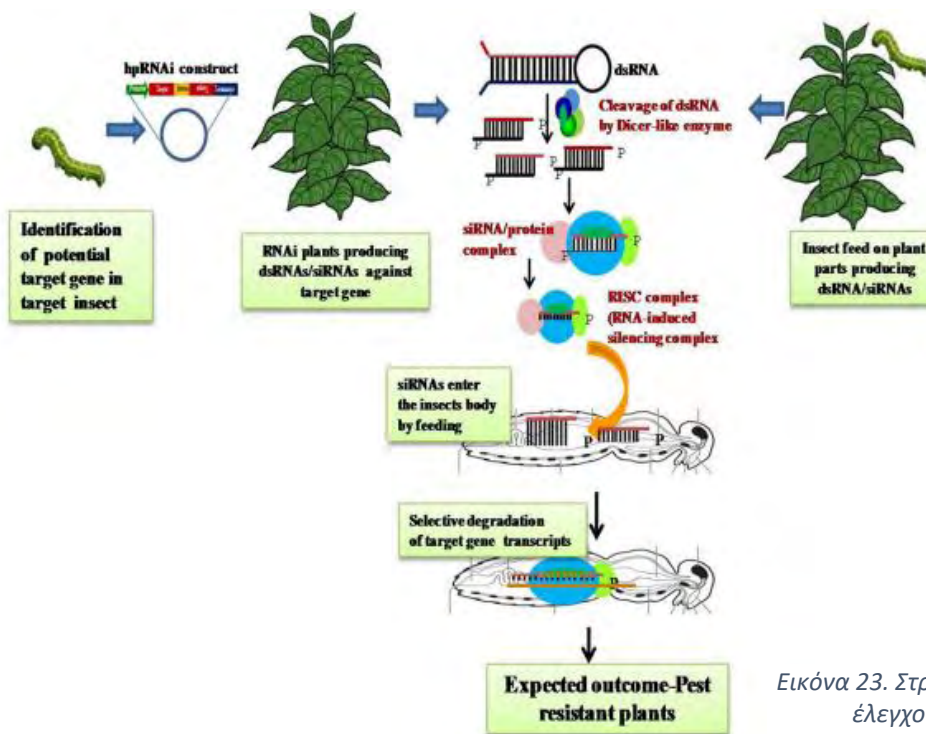 hpRNAi construct
Identification
of potential
target gene in
target insect
RNAi plants producing
dsRNAs/siRNAs against
target gene
dsRNA
Cleavage of dsRNA
by Dicer-like enzyme
P
P
P
P
P
siRNA/protein
complex
P
P
RISC complex
(RNA-induced
silencing complex
P
Insect feed on plant
parts producing
dsRNA/siRNAs
siRNAs enter
the insects body
by feeding
P
P
Selective degradation
of target gene transcripts
P
Expected outcome-Pest
resistant plants
Εικόνα 23. Στρ
έλεγχο